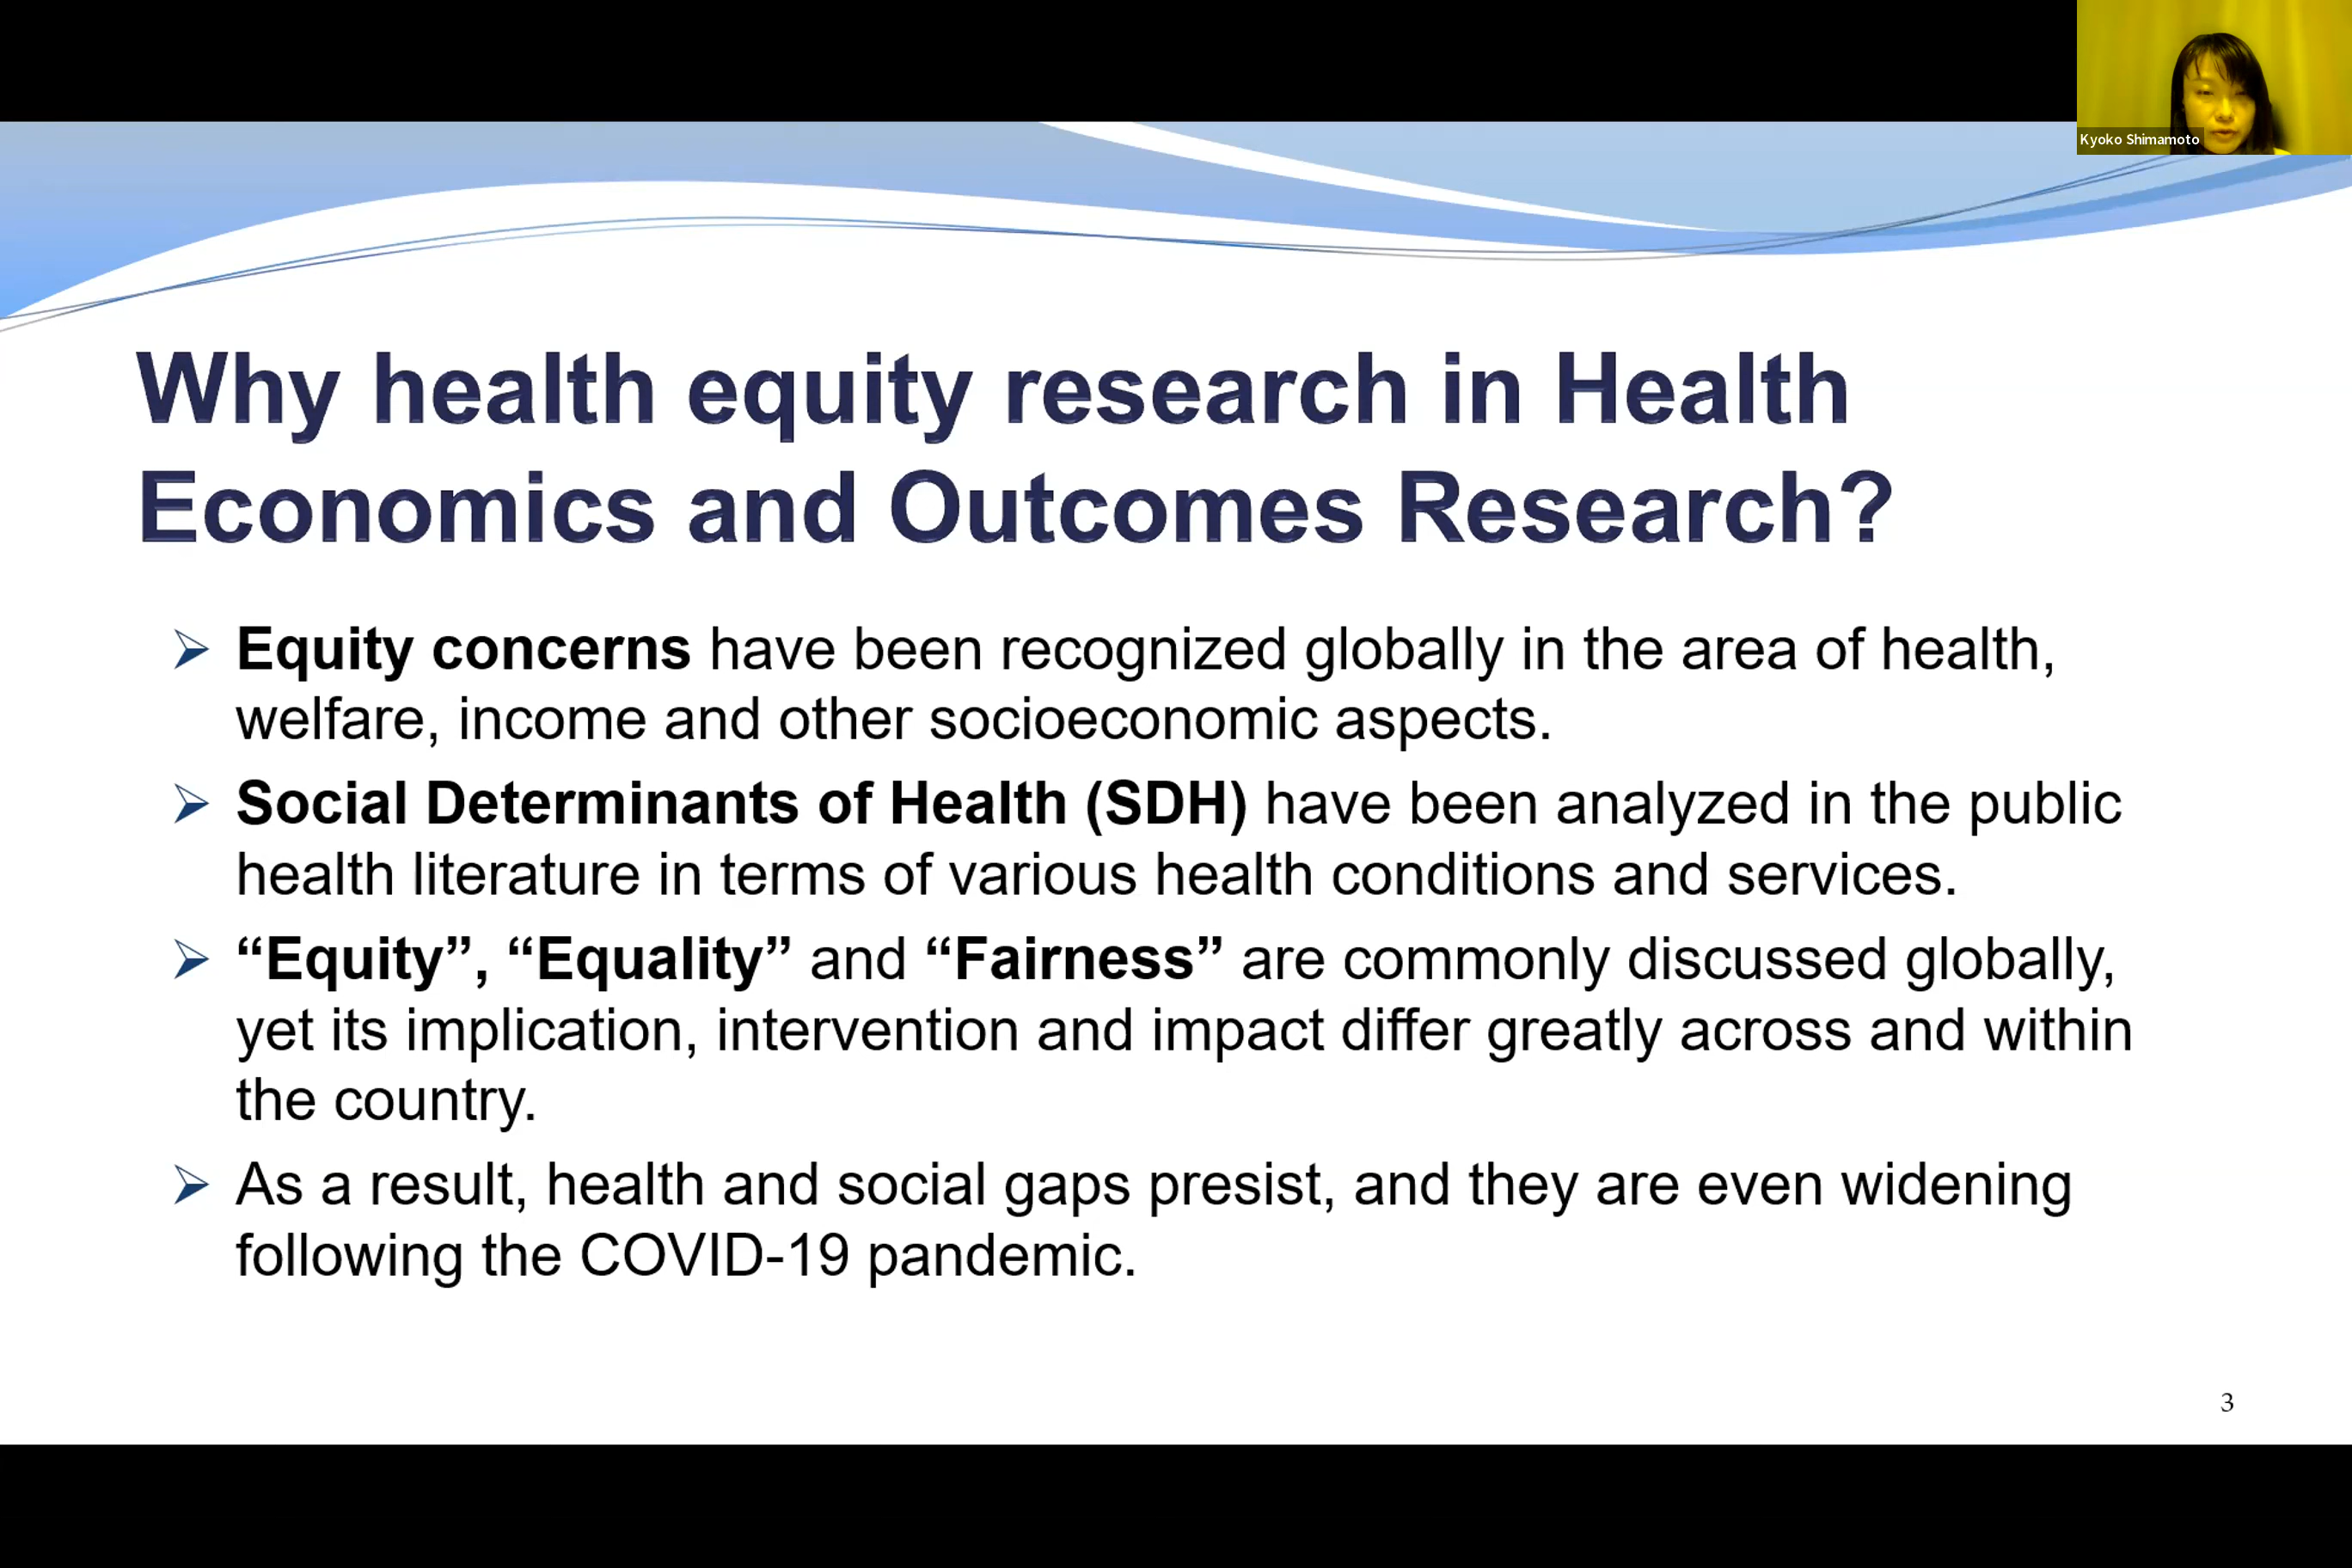 Kyoko Shimamoto
Why health equity research in Health
Economics and Outcomes Research?
➢ Equity concerns have been recognized globally in the area of health,
welfare, income and other socioeconomic aspects.
➢ Social Determinants of Health (SDH) have been analyzed in the public
health literature in terms of various health conditions and services.
➢ “Equity”, “Equality” and “Fairness” are commonly discussed globally,
yet its implication, intervention and impact differ greatly across and within
the country.
➢ As a result, health and social gaps presist, and they are even widening
following the COVID-19 pandemic.
3